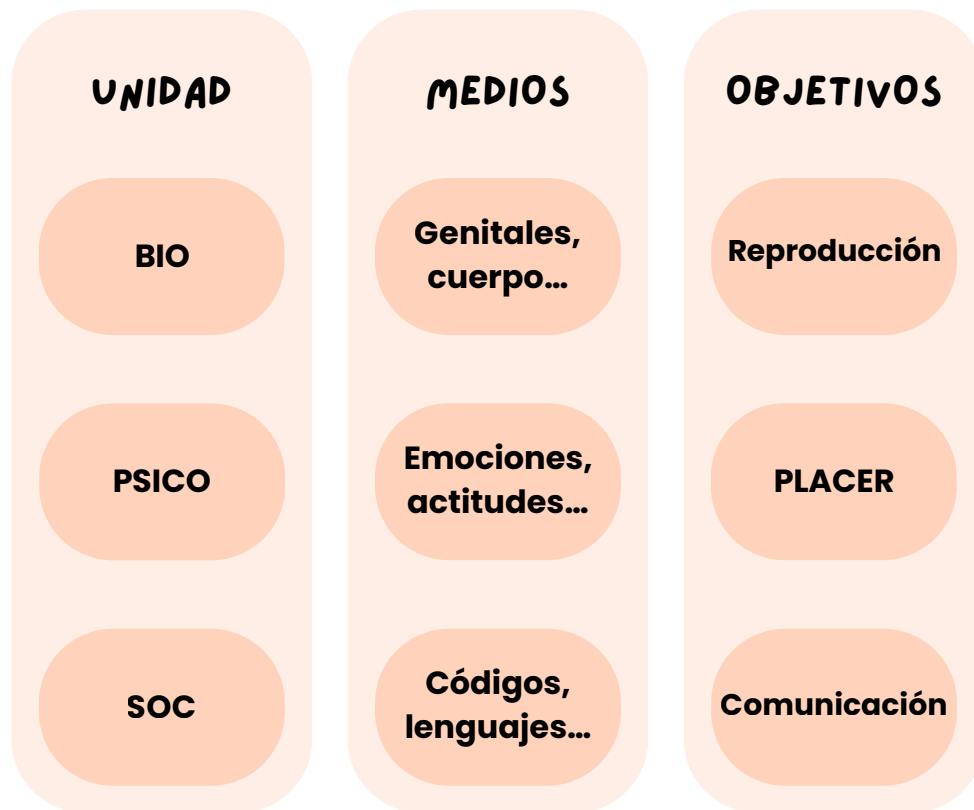 UNIDAD
MEDIOS
OBJETIVOS
BIO
Genitales,
cuerpo...
Reproducción
PSICO
Emociones,
actitudes...
PLACER
SOC
Códigos,
lenguajes...
Comunicación